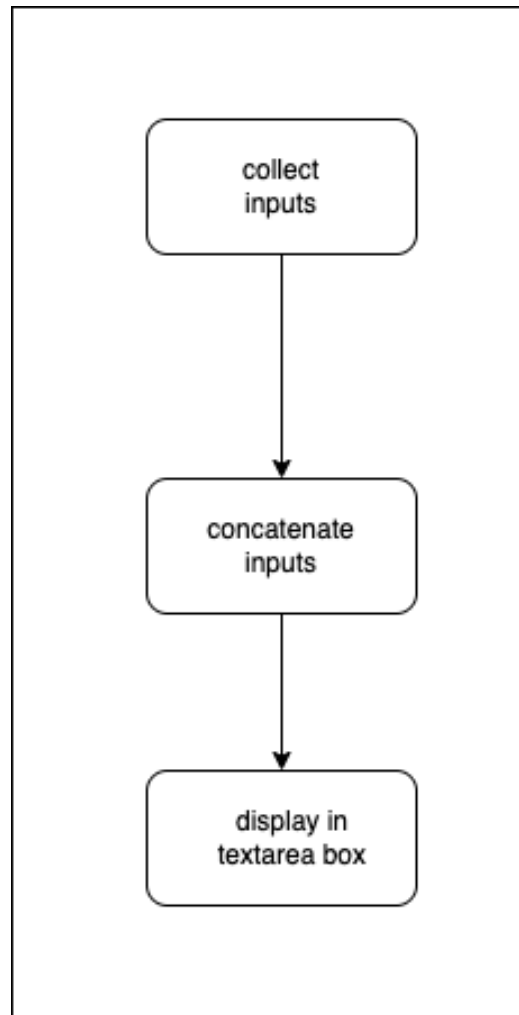 collect
inputs
concatenate
inputs
display in
textarea box